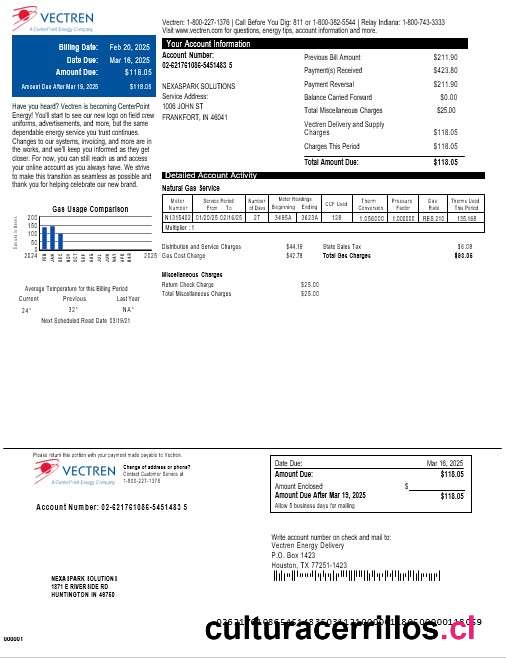 VECTREN
A CenterPoint Energy Company
Vectren: 1-800-227-1376 | Call Before You Dig: 811 or 1-800-382-5544 | Relay Indiana: 1-800-743-3333
Visit www.vectren.com for questions, energy tips, account information and more.
Billing Date: Feb 20, 2025
Date Due: Mar 16, 2025
Amount Due: $118.05
Amount Due After Mar 19, 2025 $118.05
Have you heard? Vectren is becoming CenterPoint
Energy! You'll start to see our new logo on field crew
uniforms, advertisements, and more, but the same
dependable energy service you trust continues.
Changes to our systems, invoicing, and more are in
the works, and we'll keep you informed as they get
closer. For now, you can still reach us and access
your online account as you always have. We strive
to make this transition as seamless as possible and
thank you for helping celebrate our new brand.
Your Account Information
Account Number:
02-621761086-5451483 5
NEXASPARK SOLUTIONS
Service Address:
1006 JOHN ST
FRANKFORT, IN 46041
Previous Bill Amount $211.90
Payment(s) Received $423.80
Payment Reversal $211.90
Balance Carried Forward $0.00
Total Miscellaneous Charges $25.00
Vectren Delivery and Supply
Charges $118.05
Charges This Period $118.05
Total Amount Due: $118.05
Detailed Account Activity
Natural Gas Service
Motor Number Service Period From To Number of Days Meter Readings Beginning Ending CCF Used Therm Conversion Pressure Factor Gas Rate Therms Used This Period
N1315402 01/20/25 02/16/25 27 3495A 3623A 128 1.056000 1.000000 RES 210 135.168
Multiplier : 1
Distribution and Service Charges $44.19
Gas Cost Charge $42.78
State Sales Tax $6.08
Total Gas Charges $93.05
Miscellaneous Charges
Return Check Charge $25.00
Total Miscellaneous Charges $25.00
Gas Usage Comparison
200
150
100
50
0
FEB JAN DEC NOV OCT SEP AUG JUL JUN MAY APR MAR
2024 2025
Average Temperature for this Billing Period
Current Previous Last Year
24° 32° NA°
Next Scheduled Read Date 03/19/21
Please return this portion with your payment made payable to Vectren.
VECTREN
A CenterPoint Energy Company
Change of address or phone?
Contact Customer Service at
1-800-227-1376
Account Number: 02-621761086-5451483 5
Date Due: Mar 16, 2025
Amount Due: $118.05
Amount Enclosed $
Amount Due After Mar 19, 2025 $118.05
Allow 5 business days for mailing
Write account number on check and mail to:
Vectren Energy Delivery
P.O. Box 1423
Houston, TX 77251-1423
NEXASPARK SOLUTIONS
1871 E RIVERSIDE RD
HUNTINGTON IN 46750
culturacerrillos.cl
000001